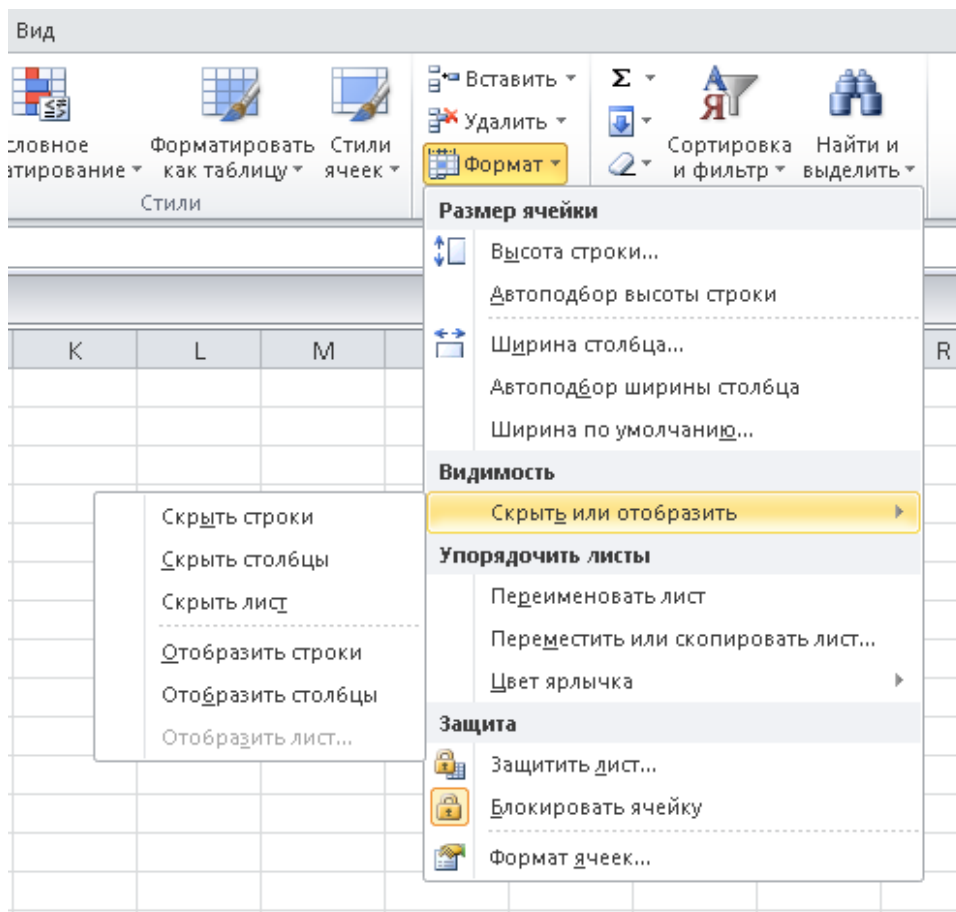 Вид
Вставить
Σ
словное
атирование
Форматировать
как таблицу
Стили
ячеек
Удалить
Формат
Сортировка
и фильтр
Найти и
выделить
Стили
Размер ячейки
Высота строки...
Автоподбор высоты строки
Ширина столбца...
Автоподбор ширины столбца
Ширина по умолчанию...
K L M R
Видимость
Скрыть или отобразить
Скрыть строки
Скрыть столбцы
Скрыть лист
Отобразить строки
Отобразить столбцы
Отобразить лист...
Упорядочить листы
Переименовать лист
Переместить или скопировать лист...
Цвет ярлычка
Защита
Защитить лист...
Блокировать ячейку
Формат ячеек...